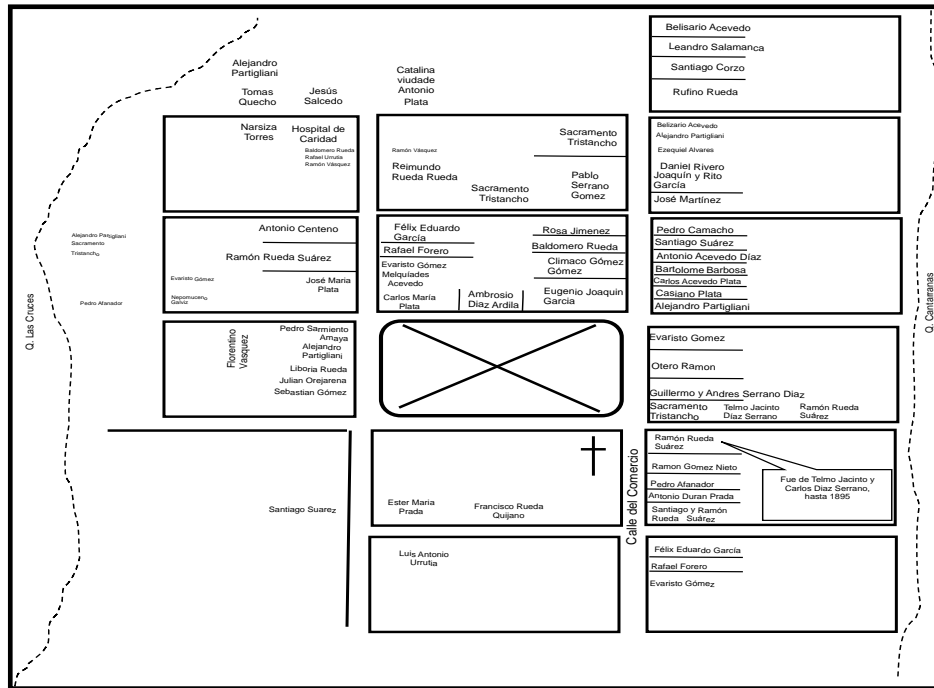 Belisario Acevedo
Leandro Salamanca
Santiago Corzo
Rufino Rueda
Alejandro
Partigliani
Tomas
Quecho
Jesús
Salcedo
Catalina
viudade
Antonio
Plata
Narsiza
Torres
Hospital de
Caridad
Baldomero Rueda
Rafael Urrutia
Ramón Vásquez
Ramón Vásquez
Reimundo
Rueda Rueda
Sacramento
Tristancho
Sacramento
Tristancho
Pablo
Serrano
Gomez
Belizario Acevedo
Alejandro Partigliani
Ezequiel Alvares
Daniel Rivero
Joaquín y Rito
García
José Martínez
Alejandro Partigliani
Sacramento
Tristancho
Pedro Afanador
Q. Las Cruces
Antonio Centeno
Ramón Rueda Suárez
Evaristo Gómez
Nepomuceno
Galviz
José Maria
Plata
Félix Eduardo
García
Rafael Forero
Evaristo Gómez
Melquíades
Acevedo
Carlos María
Plata
Ambrosio
Díaz Ardila
Rosa Jimenez
Baldomero Rueda
Climaco Gómez
Gómez
Eugenio Joaquin
Garcia
Pedro Camacho
Santiago Suárez
Antonio Acevedo Díaz
Bartolome Barbosa
Carlos Acevedo Plata
Casiano Plata
Alejandro Partigliani
Q. Cantarranas
Florentino
Vasquez
Pedro Sarmiento
Amaya
Alejandro
Partigliani
Liboria Rueda
Julian Orejarena
Sebastian Gómez
Evaristo Gomez
Otero Ramon
Guillermo y Andres Serrano Diaz
Sacramento
Tristancho
Telmo Jacinto
Díaz Serrano
Ramón Rueda
Suárez
Santiago Suarez
Ester Maria
Prada
Francisco Rueda
Quijano
Calle del Comercio
Ramón Rueda
Suárez
Ramon Gomez Nieto
Pedro Afanador
Antonio Duran Prada
Santiago y Ramón
Rueda Suárez
Fue de Telmo Jacinto y
Carlos Diaz Serrano,
hasta 1895
Luis Antonio
Urrutia
Félix Eduardo García
Rafael Forero
Evaristo Gómez